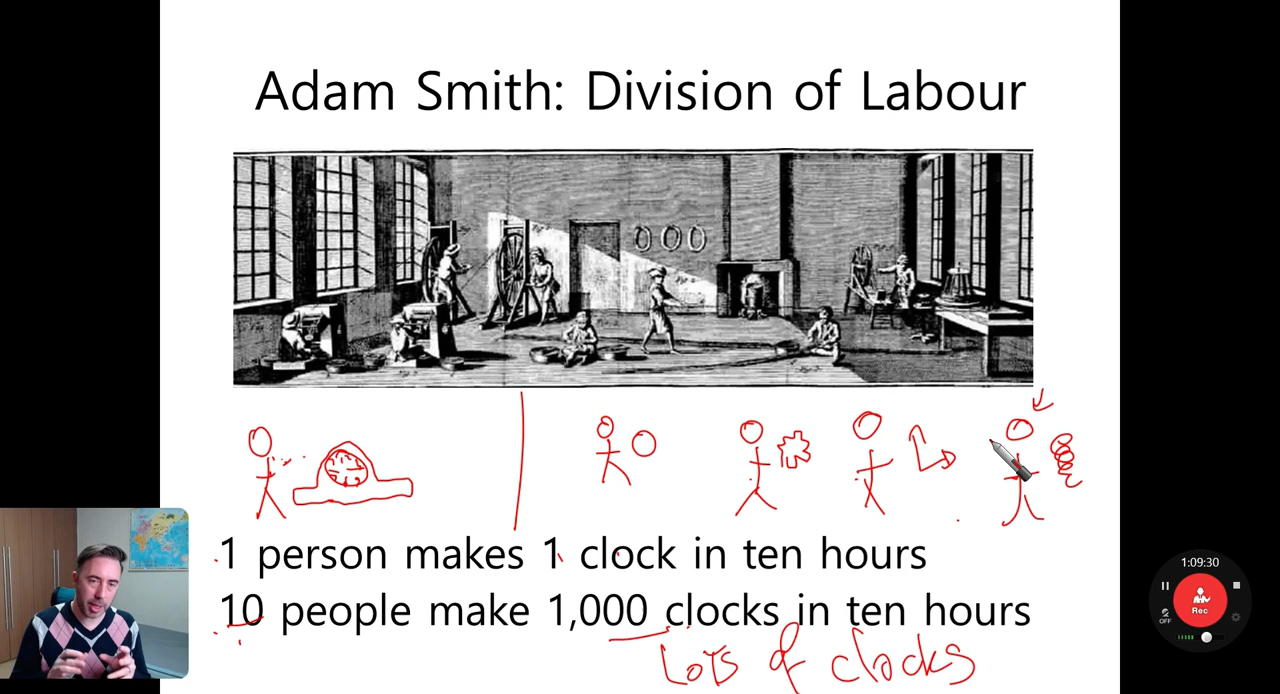 Adam Smith: Division of Labour
1 person makes 1 clock in ten hours
10 people make 1,000 clocks in ten hours
Lots of clocks
1:09:30
Rec
OFF